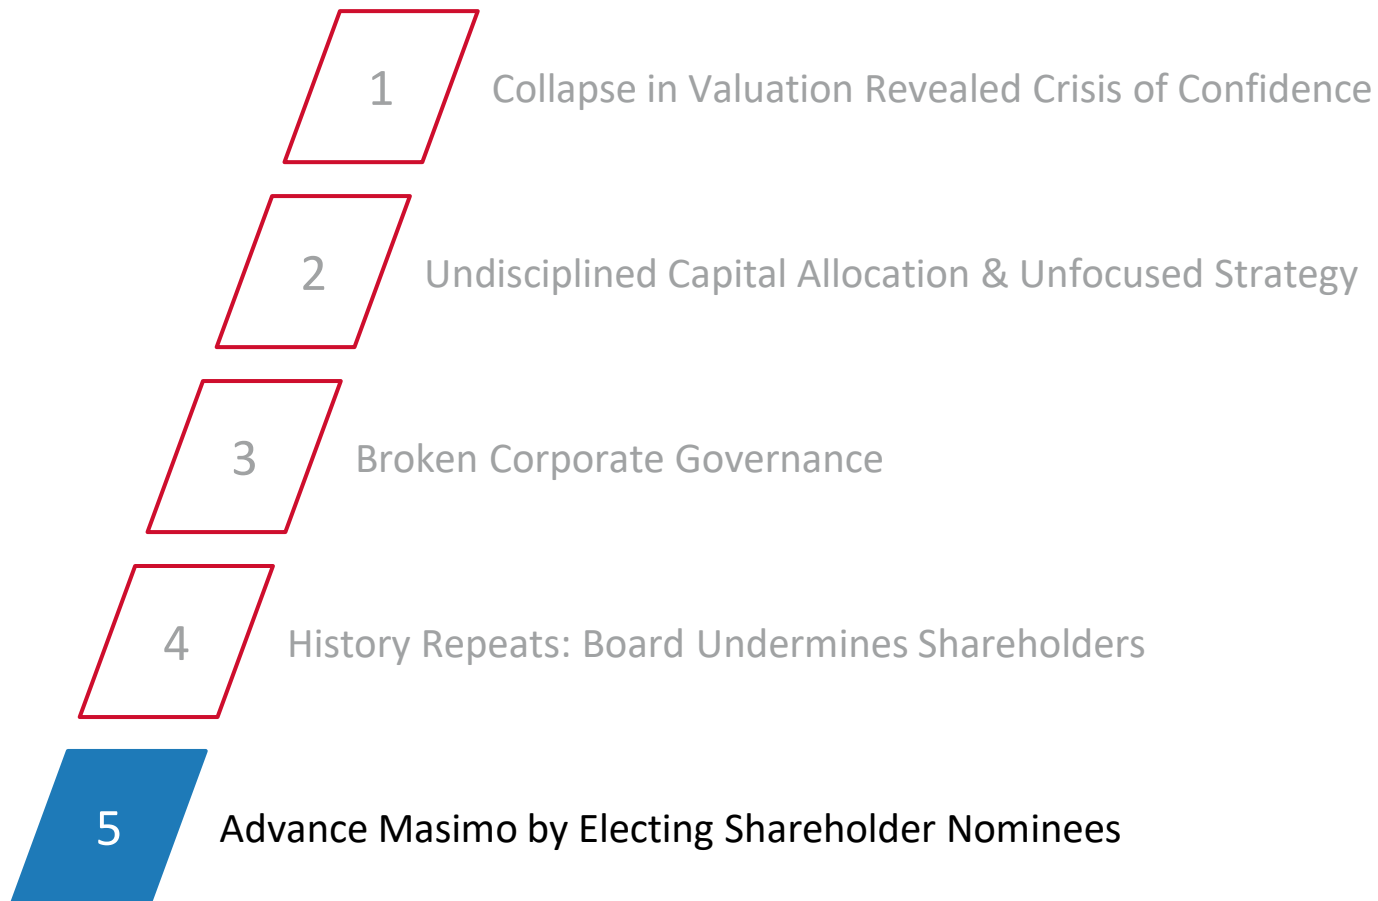 1 Collapse in Valuation Revealed Crisis of Confidence
2 Undisciplined Capital Allocation & Unfocused Strategy
3 Broken Corporate Governance
4 History Repeats: Board Undermines Shareholders
5 Advance Masimo by Electing Shareholder Nominees